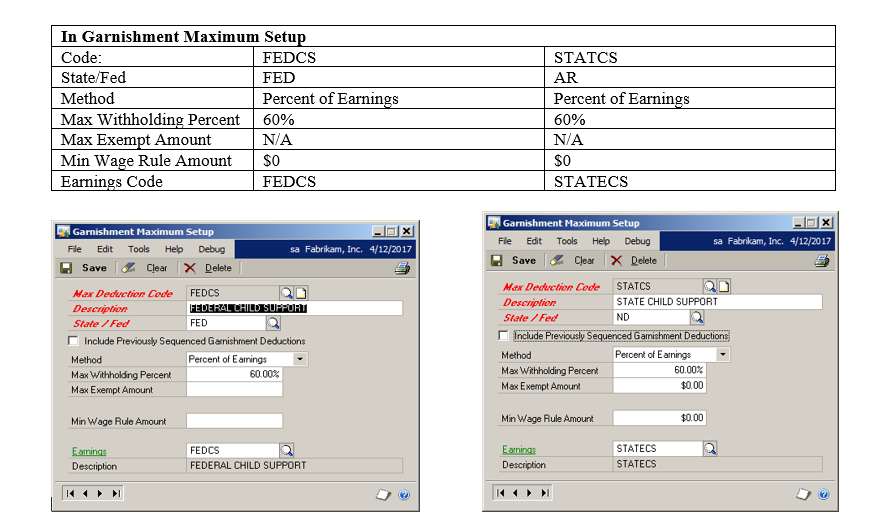 In Garnishment Maximum Setup
Code: FEDCS STATCS
State/Fed FED AR
Method Percent of Earnings Percent of Earnings
Max Withholding Percent 60% 60%
Max Exempt Amount N/A N/A
Min Wage Rule Amount $0 $0
Earnings Code FEDCS STATECS
Garnishment Maximum Setup
File Edit Tools Help Debug sa Fabrikam, Inc. 4/12/2017
Save Clear Delete
Max Deduction Code FEDCS
Description FEDERAL CHILD SUPPORT
State / Fed FED
Include Previously Sequenced Garnishment Deductions
Method Percent of Earnings
Max Withholding Percent 60.00%
Max Exempt Amount
Min Wage Rule Amount
Earnings FEDCS
Description FEDERAL CHILD SUPPORT
Garnishment Maximum Setup
File Edit Tools Help Debug sa Fabrikam, Inc. 4/12/2017
Save Clear Delete
Max Deduction Code STATCS
Description STATE CHILD SUPPORT
State / Fed ND
Include Previously Sequenced Garnishment Deductions
Method Percent of Earnings
Max Withholding Percent 60.00%
Max Exempt Amount $0.00
Min Wage Rule Amount $0.00
Earnings STATECS
Description STATECS